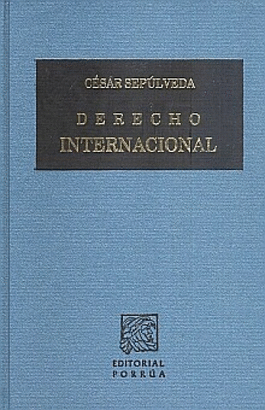 CÉSAR SEPÚLVEDA
DERECHO
INTERNACIONAL
EDITORIAL
PORRÚA